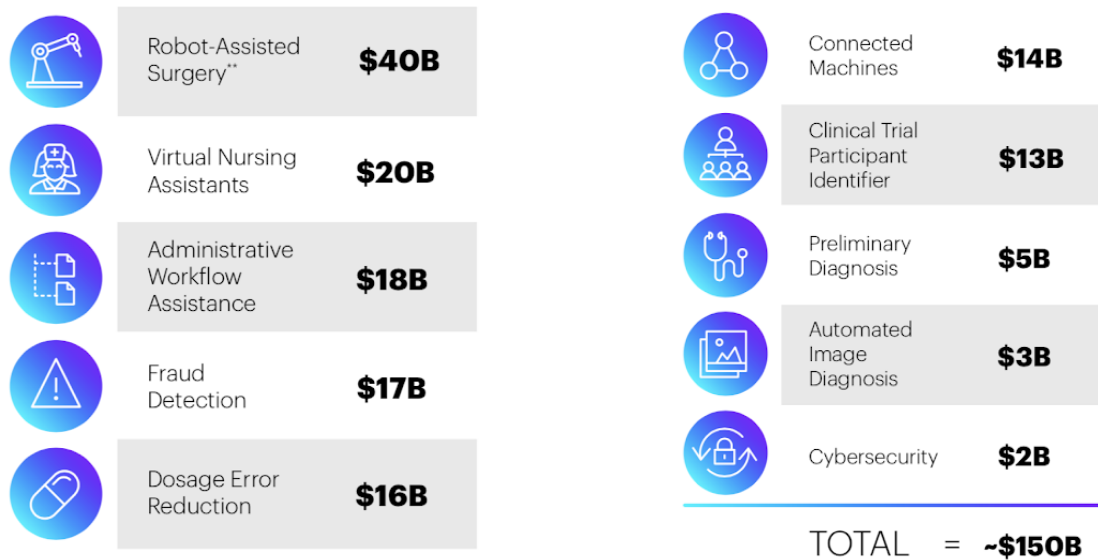 Robot-Assisted
Surgery**
$40B
Virtual Nursing
Assistants
$20B
Administrative
Workflow
Assistance
$18B
Fraud
Detection
$17B
Dosage Error
Reduction
$16B
Connected
Machines
$14B
Clinical Trial
Participant
Identifier
$13B
Preliminary
Diagnosis
$5B
Automated
Image
Diagnosis
$3B
Cybersecurity
$2B
TOTAL = ~$150B